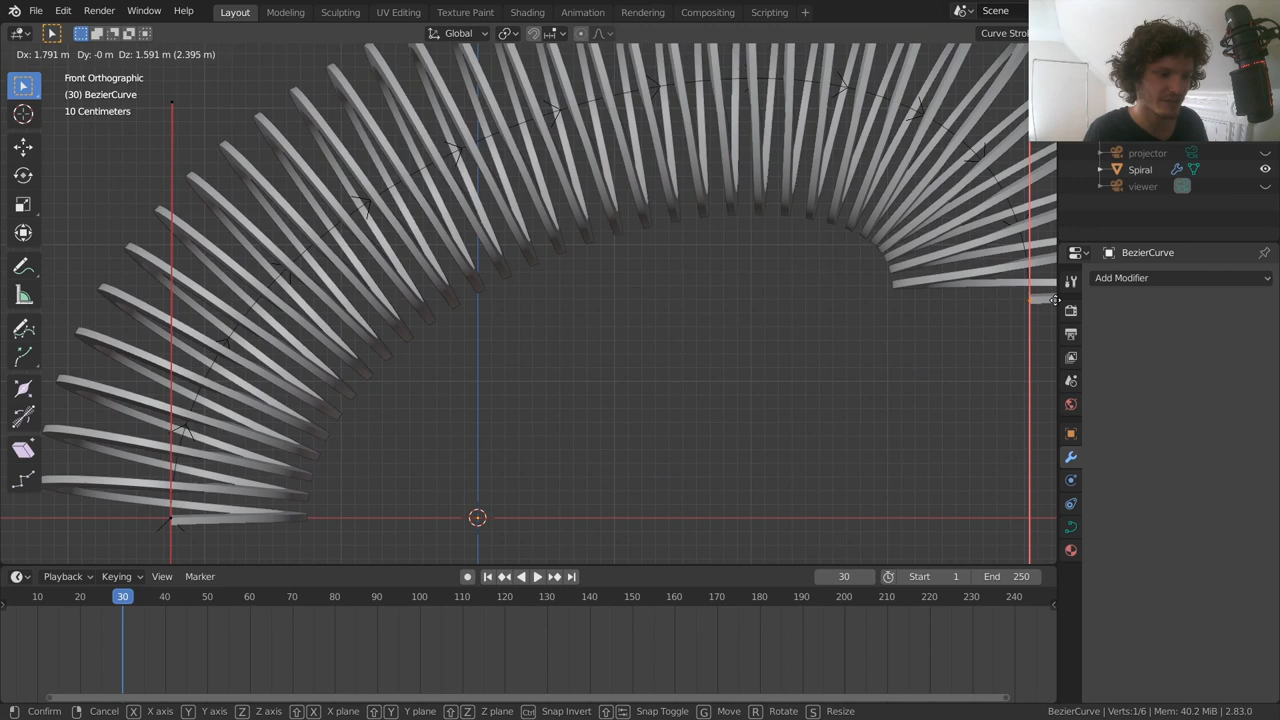 File Edit Render Window Help Layout Modeling Sculpting UV Editing Texture Paint Shading Animation Rendering Compositing Scripting + Scene
Global Curve Strol
Dx: 1.791 m Dy: -0 m Dz: 1.591 m (2.395 m)
Front Orthographic
(30) BezierCurve
10 Centimeters
projector
Spiral
viewer
BezierCurve
Add Modifier
Playback Keying View Marker 30 Start 1 End 250
10 20 30 40 50 60 70 80 90 100 110 120 130 140 150 160 170 180 190 200 210 220 230 240
Confirm Cancel X X axis Y Y axis Z Z axis X X plane Y Y plane Z Z plane Ctrl Snap Invert Snap Toggle G Move R Rotate S Resize BezierCurve | Verts:1/6 | Mem: 40.2 MiB | 2.83.0